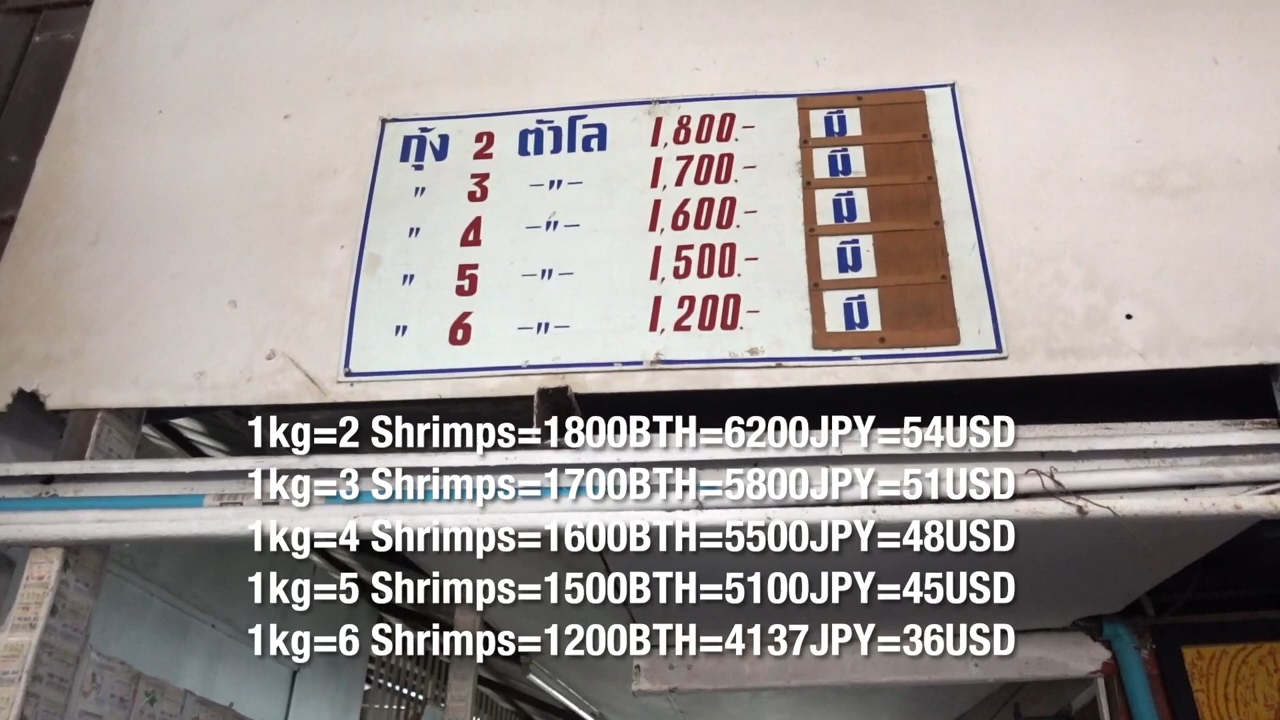 กุ้ง 2 ตัวโล 1,800.- มี
" 3 -"- 1,700.- มี
" 4 -"- 1,600.- มี
" 5 -"- 1,500.- มี
" 6 -"- 1,200.- มี
1kg=2 Shrimps=1800BTH=6200JPY=54USD
1kg=3 Shrimps=1700BTH=5800JPY=51USD
1kg=4 Shrimps=1600BTH=5500JPY=48USD
1kg=5 Shrimps=1500BTH=5100JPY=45USD
1kg=6 Shrimps=1200BTH=4137JPY=36USD